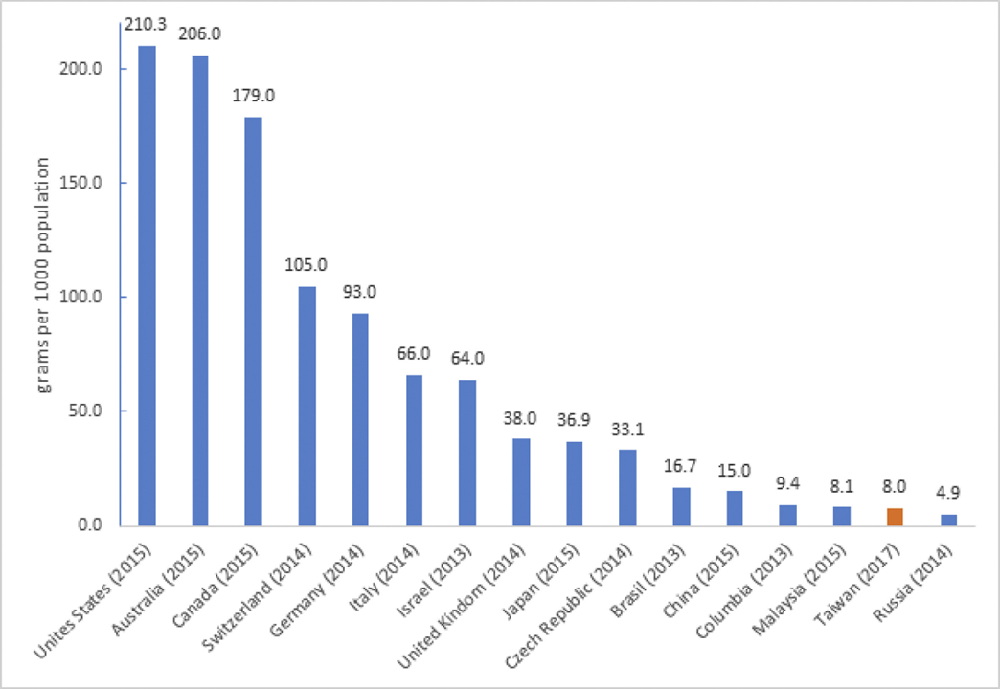 210.3
206.0
179.0
105.0
93.0
66.0
64.0
38.0
36.9
33.1
16.7
15.0
9.4
8.1
8.0
4.9
200.0
150.0
100.0
50.0
0.0
grams per 1000 population
Unites States (2015)
Australia (2015)
Canada (2015)
Switzerland (2014)
Germany (2014)
Italy (2014)
Israel (2013)
United Kindom (2014)
Japan (2015)
Czech Republic (2014)
Brasil (2013)
China (2015)
Columbia (2013)
Malaysia (2015)
Taiwan (2017)
Russia (2014)